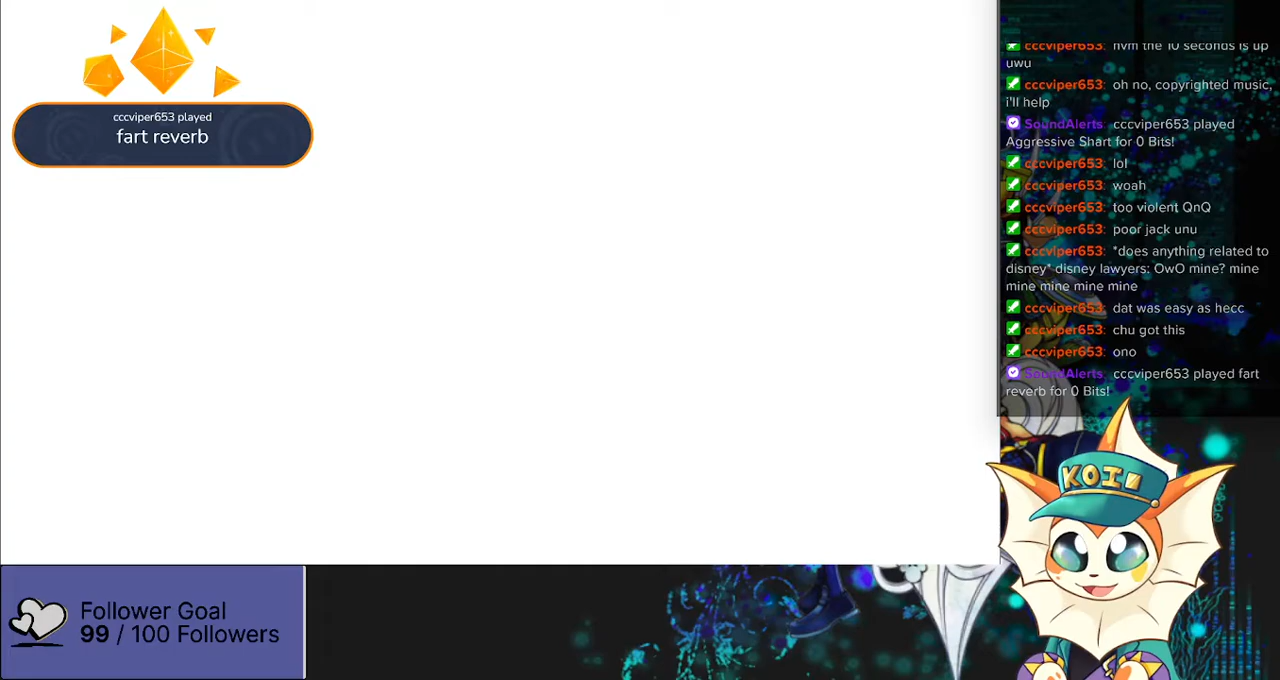 cccviper653 played
fart reverb
cccviper653: nvm the 10 seconds is up
uwu
cccviper653: oh no, copyrighted music,
i'll help
SoundAlerts: cccviper653 played
Aggressive Shart for 0 Bits!
cccviper653: lol
cccviper653: woah
cccviper653: too violent QnQ
cccviper653: poor jack unu
cccviper653: *does anything related to
disney* disney lawyers: OwO mine? mine
mine mine mine mine
cccviper653: dat was easy as hecc
cccviper653: chu got this
cccviper653: ono
SoundAlerts: cccviper653 played fart
reverb for 0 Bits!
KOI
Follower Goal
99 / 100 Followers